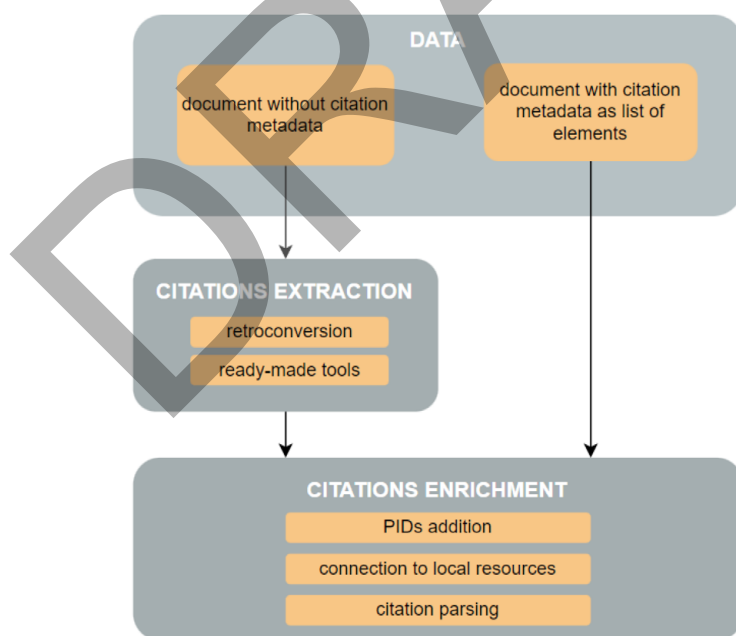 DATA
document without citation
metadata
document with citation
metadata as list of
elements
CITATIONS EXTRACTION
retroconversion
ready-made tools
CITATIONS ENRICHMENT
PIDs addition
connection to local resources
citation parsing